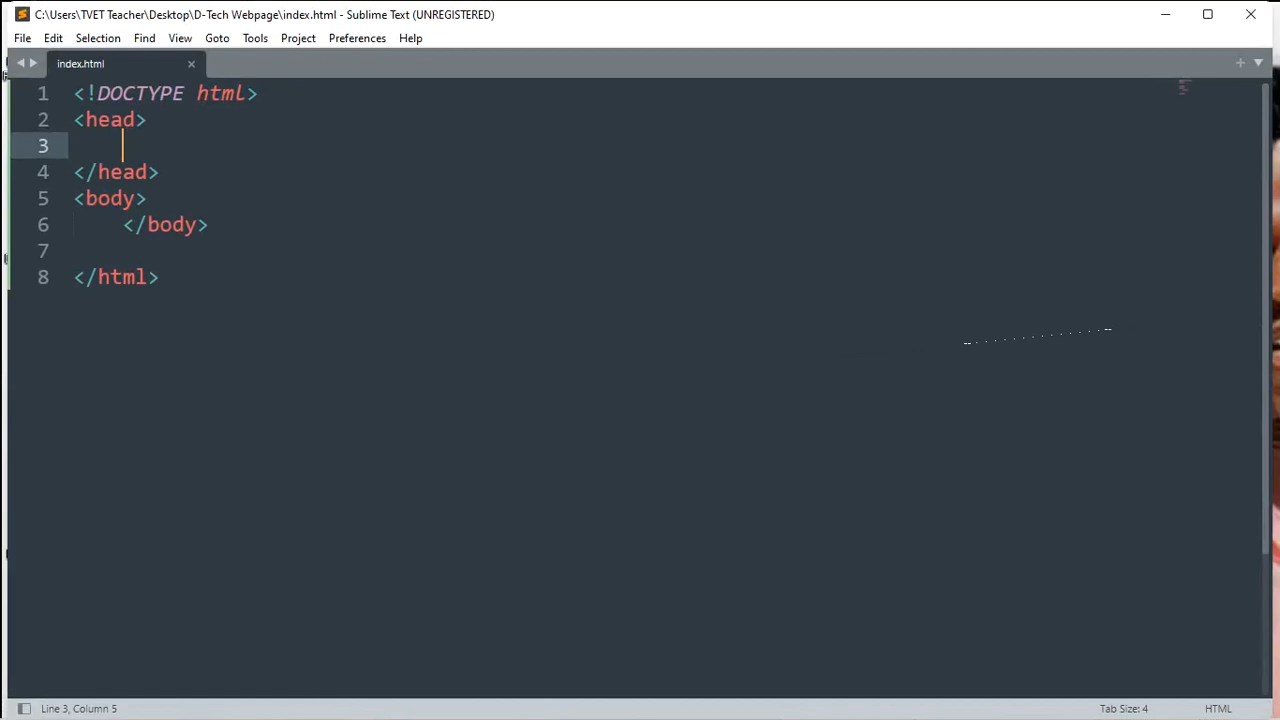 C:\Users\TVET Teacher\Desktop\D-Tech Webpage\index.html - Sublime Text (UNREGISTERED)
File Edit Selection Find View Goto Tools Project Preferences Help
index.html
1 <!DOCTYPE html>
2 <head>
3
4 </head>
5 <body>
6 </body>
7
8 </html>
Line 3, Column 5 Tab Size: 4 HTML